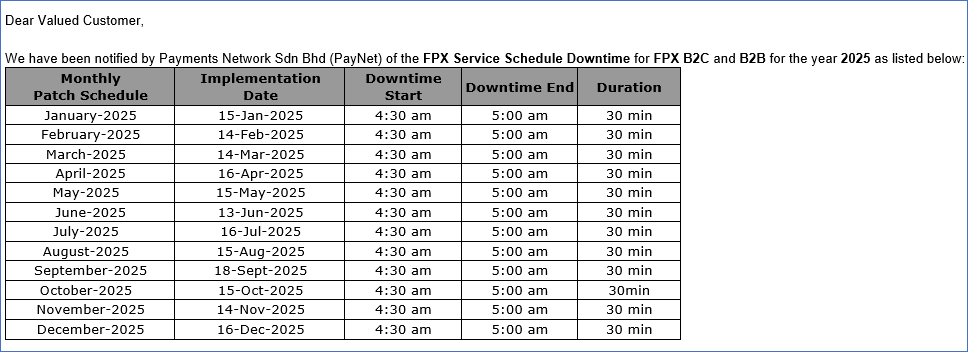 Dear Valued Customer,
We have been notified by Payments Network Sdn Bhd (PayNet) of the FPX Service Schedule Downtime for FPX B2C and B2B for the year 2025 as listed below:
Monthly Patch Schedule Implementation Date Downtime Start Downtime End Duration
January-2025 15-Jan-2025 4:30 am 5:00 am 30 min
February-2025 14-Feb-2025 4:30 am 5:00 am 30 min
March-2025 14-Mar-2025 4:30 am 5:00 am 30 min
April-2025 16-Apr-2025 4:30 am 5:00 am 30 min
May-2025 15-May-2025 4:30 am 5:00 am 30 min
June-2025 13-Jun-2025 4:30 am 5:00 am 30 min
July-2025 16-Jul-2025 4:30 am 5:00 am 30 min
August-2025 15-Aug-2025 4:30 am 5:00 am 30 min
September-2025 18-Sept-2025 4:30 am 5:00 am 30 min
October-2025 15-Oct-2025 4:30 am 5:00 am 30min
November-2025 14-Nov-2025 4:30 am 5:00 am 30 min
December-2025 16-Dec-2025 4:30 am 5:00 am 30 min